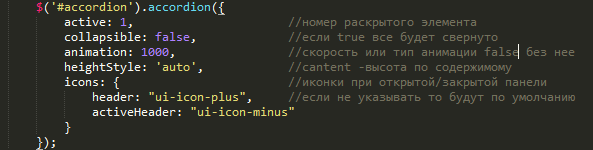 $('#accordion').accordion({
active: 1, //номер раскрытого элемента
collapsible: false, //если true все будет свернуто
animation: 1000, //скорость или тип анимации false без нее
heightStyle: 'auto', //cantent -высота по содержимому
icons: { //иконки при открытой/закрытой панели
header: "ui-icon-plus", //если не указывать то будут по умолчанию
activeHeader: "ui-icon-minus"
}
});